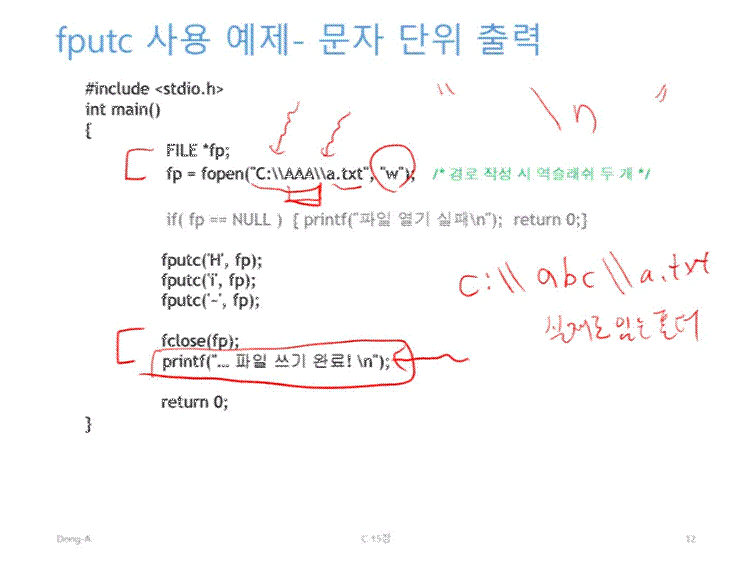 fputc 사용 예제- 문자 단위 출력
#include <stdio.h>
int main()
{
" \n "
FILE *fp;
fp = fopen("C:\\AAA\\a.txt", "w"); /* 경로 작성 시 역슬래쉬 두 개 */
if( fp == NULL ) { printf("파일 열기 실패\n"); return 0;}
fputc('H', fp);
fputc('i', fp);
fputc('~', fp);
c:\\ abc \\ a.txt
실제로 있는 폴더
fclose(fp);
printf("... 파일 쓰기 완료! \n");
return 0;
}
Dong-A C 15장 12